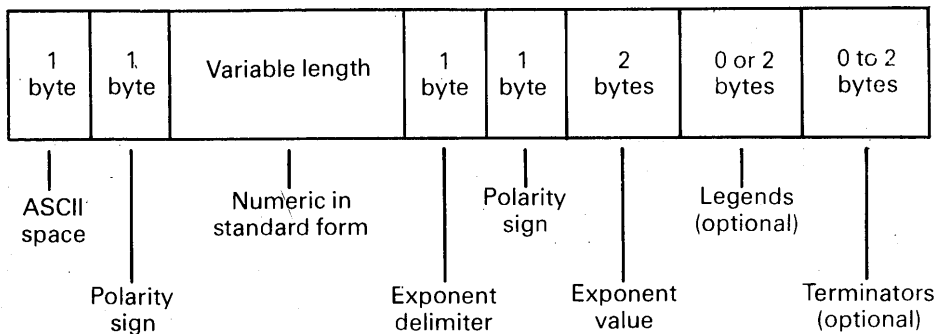 1 byte
1 byte
Variable length
1 byte
1 byte
2 bytes
0 or 2 bytes
0 to 2 bytes
ASCII space
Polarity sign
Numeric in standard form
Exponent delimiter
Polarity sign
Exponent value
Legends (optional)
Terminators (optional)